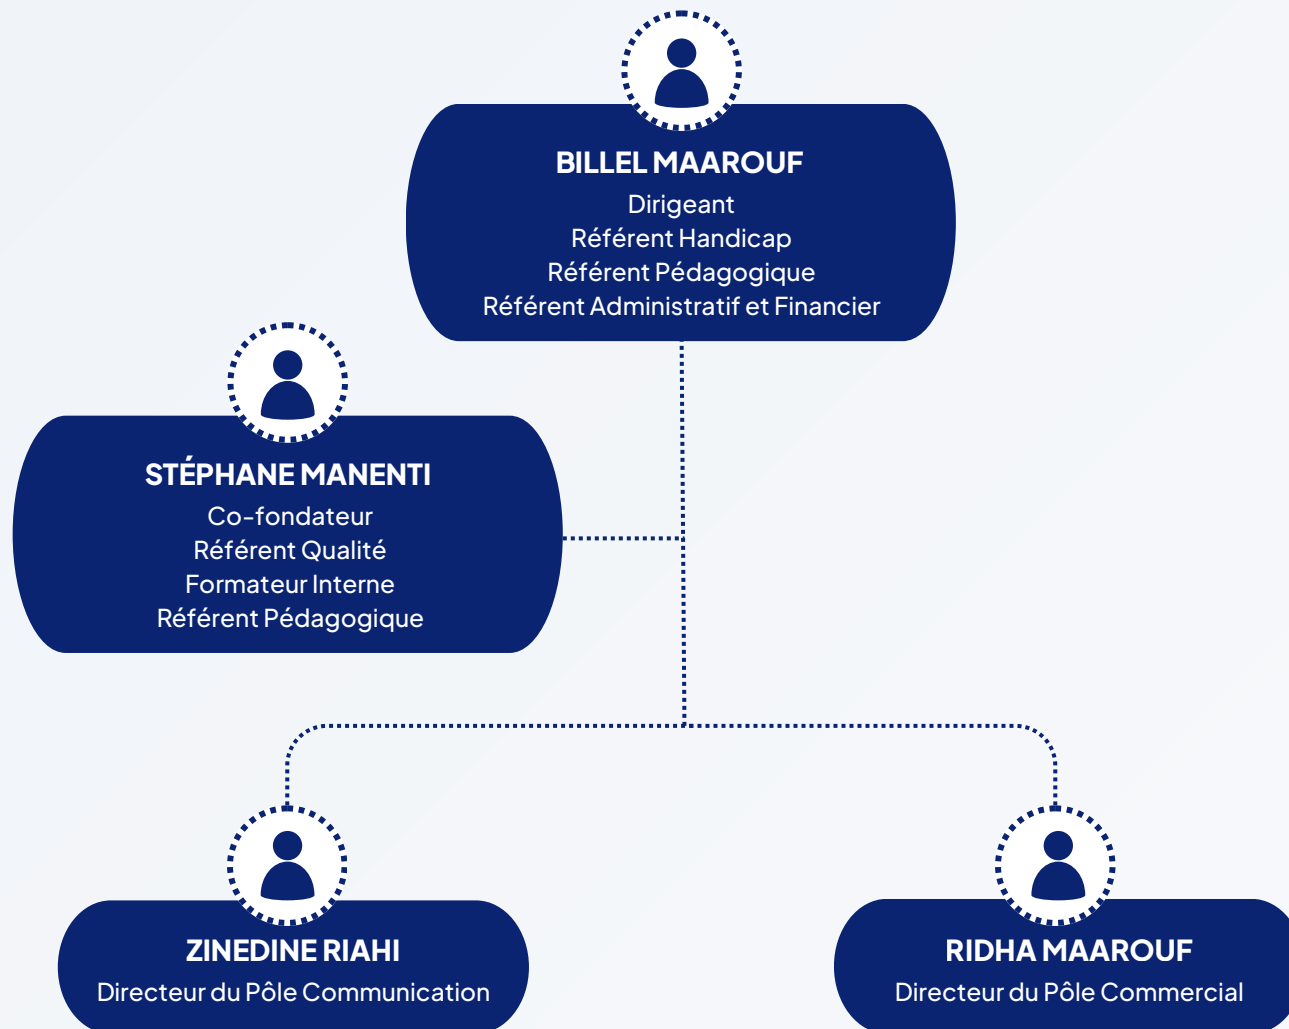 BILLEL MAAROUF
Dirigeant
Référent Handicap
Référent Pédagogique
Référent Administratif et Financier
STÉPHANE MANENTI
Co-fondateur
Référent Qualité
Formateur Interne
Référent Pédagogique
ZINEDINE RIAHI
Directeur du Pôle Communication
RIDHA MAAROUF
Directeur du Pôle Commercial